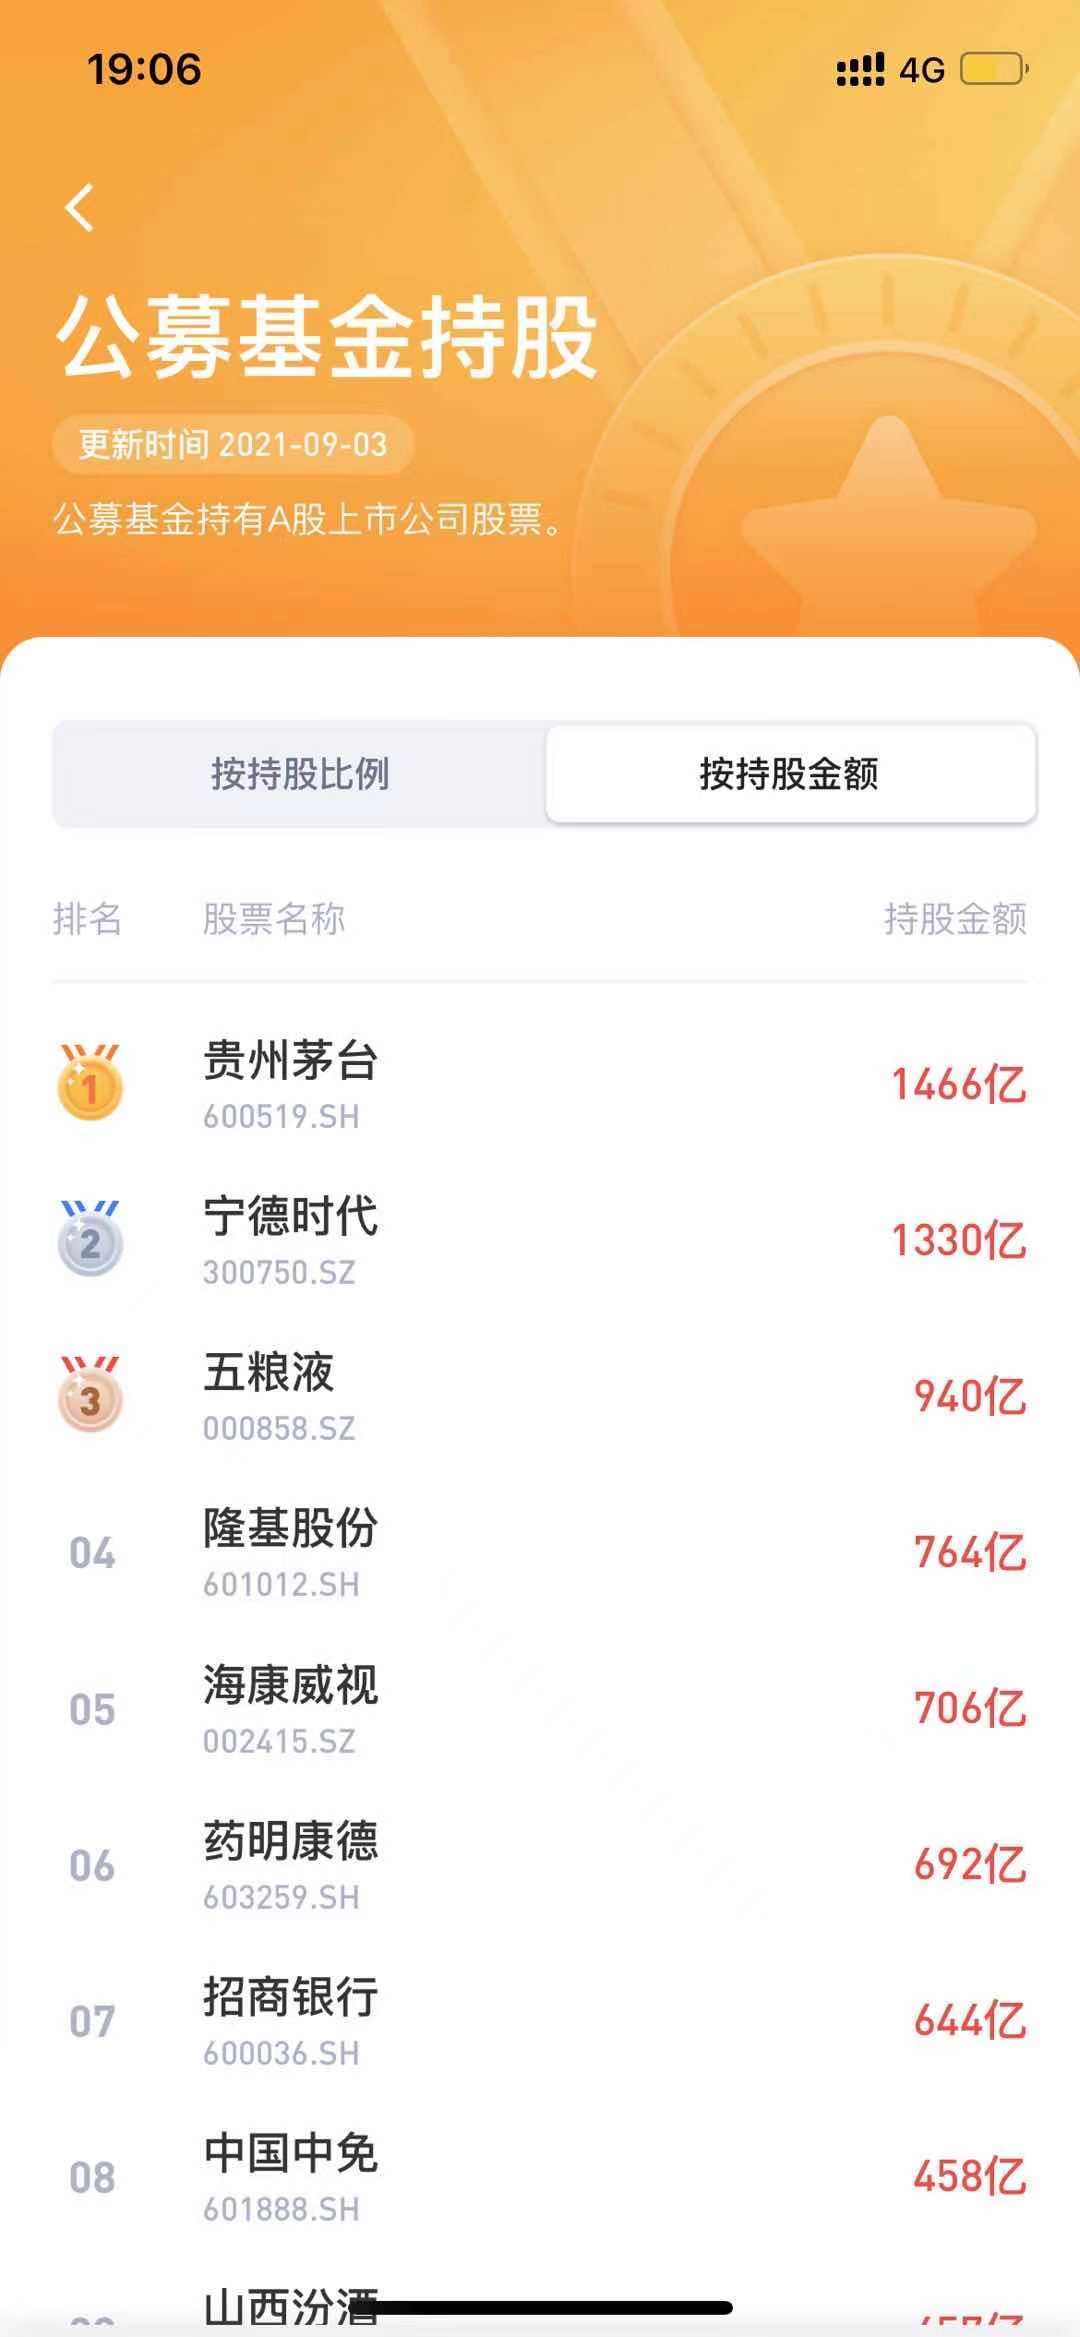 19:06
4G
公募基金持股
更新时间 2021-09-03
公募基金持有A股上市公司股票。
按持股比例 按持股金额
排名 股票名称 持股金额
1 贵州茅台 1466亿
600519.SH
2 宁德时代 1330亿
300750.SZ
3 五粮液 940亿
000858.SZ
04 隆基股份 764亿
601012.SH
05 海康威视 706亿
002415.SZ
06 药明康德 692亿
603259.SH
07 招商银行 644亿
600036.SH
08 中国中免 458亿
601888.SH
山西汾酒